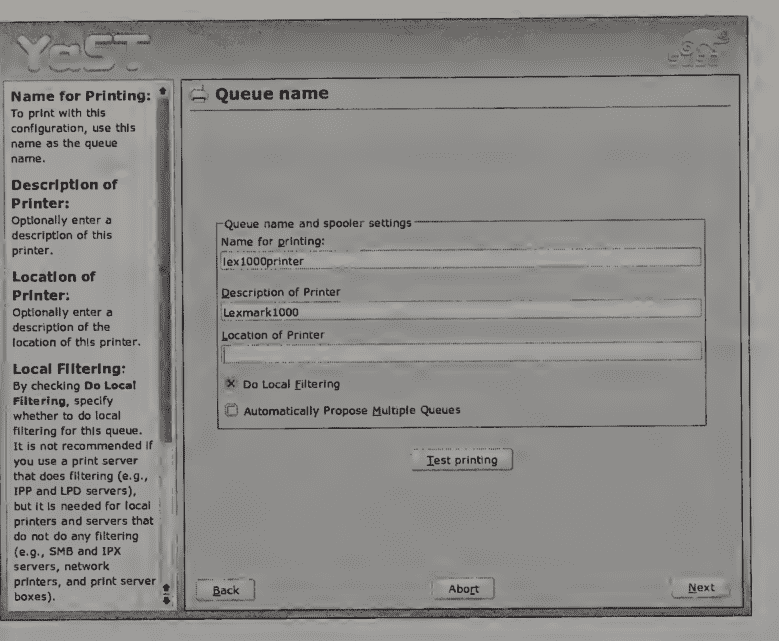 YaST
SuSE
Name for Printing:
To print with this
configuration, use this
name as the queue
name.
Description of
Printer:
Optionally enter a
description of this
printer.
Location of
Printer:
Optionally enter a
description of the
location of this printer.
Local Filtering:
By checking Do Local
Filtering, specify
whether to do local
filtering for this queue.
It is not recommended if
you use a print server
that does filtering (e.g.,
IPP and LPD servers),
but it is needed for local
printers and servers that
do not do any filtering
(e.g., SMB and IPX
servers, network
printers, and print server
boxes).
Queue name
Queue name and spooler settings
Name for printing:
lex1000printer
Description of Printer
Lexmark1000
Location of Printer
Do Local Filtering
Automatically Propose Multiple Queues
Test printing
Back
Abort
Next